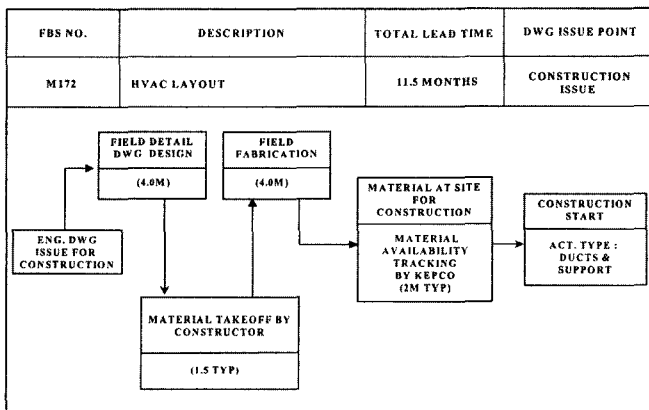 FBS NO.
DESCRIPTION
TOTAL LEAD TIME
DWG ISSUE POINT
M172
HVAC LAYOUT
11.5 MONTHS
CONSTRUCTION
ISSUE
FIELD DETAIL
DWG DESIGN
(4.0M)
FIELD
FABRICATION
(4.0M)
MATERIAL AT SITE
FOR
CONSTRUCTION
MATERIAL
AVAILABILITY
TRACKING
BY KEPCO
(2M TYP)
CONSTRUCTION
START
ACT. TYPE :
DUCTS &
SUPPORT
ENG. DWG
ISSUE FOR
CONSTRUCTION
MATERIAL TAKEOFF BY
CONSTRUCTOR
(1.5 TYP)